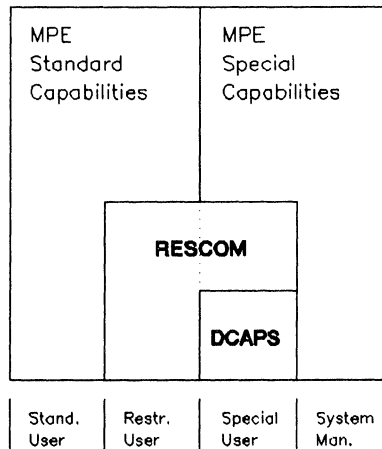 MPE
Standard
Capabilities
MPE
Special
Capabilities
RESCOM
DCAPS
Stand.
User
Restr.
User
Special
User
System
Man.